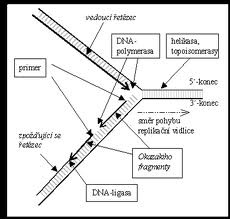 vedoucí řetězec
DNA-
polymerasa
helikasa,
topoisomerasy
primer
5´-konec
3´-konec
směr pohybu
replikační vidlice
zpožďující se
řetězec
Okazakiho
fragmenty
DNA-ligasa